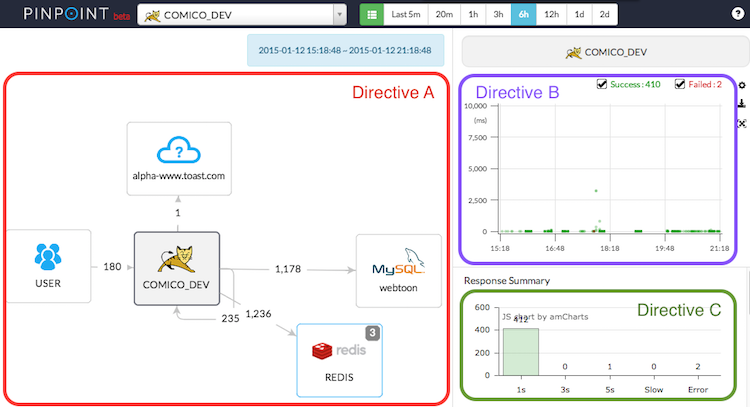 PINPOINT beta COMICO_DEV Last 5m 20m 1h 3h 6h 12h 1d 2d ?
2015-01-12 15:18:48 ~ 2015-01-12 21:18:48
COMICO_DEV
Directive A
?
alpha-www.toast.com
1
USER
180
COMICO_DEV
1,178
MySQL
webtoon
235
1,236
3
redis
REDIS
Directive B
Success : 410
Failed : 2
10,000
(ms)
7,500
5,000
2,500
0
15:18 16:48 18:18 19:48 21:18
Response Summary
Directive C
JS chart by amCharts
600
400
200
0
412 0 1 0 2
1s 3s 5s Slow Error